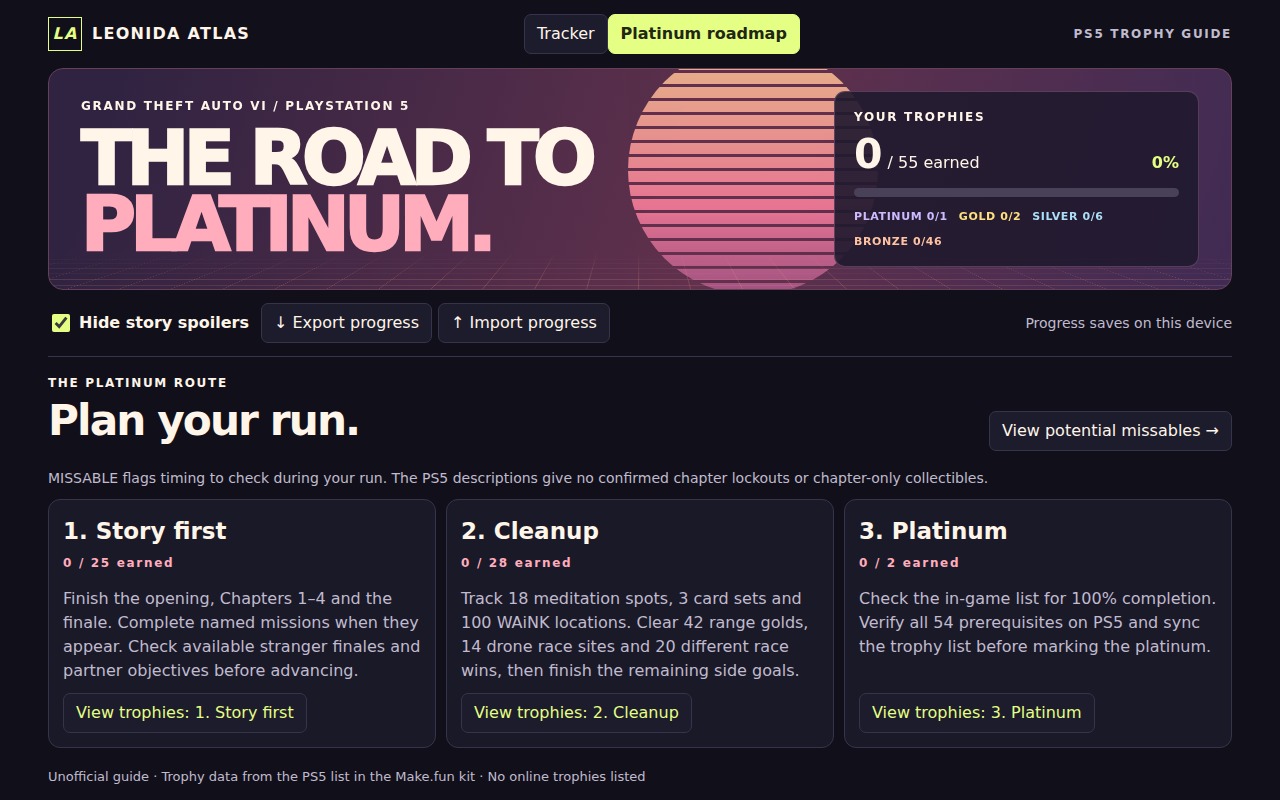 LA LEONIDA ATLAS
Tracker
Platinum roadmap
PS5 TROPHY GUIDE
GRAND THEFT AUTO VI / PLAYSTATION 5
THE ROAD TO
PLATINUM.
YOUR TROPHIES
0 / 55 earned
0%
PLATINUM 0/1 GOLD 0/2 SILVER 0/6
BRONZE 0/46
Hide story spoilers
↓ Export progress
↑ Import progress
Progress saves on this device
THE PLATINUM ROUTE
Plan your run.
View potential missables →
MISSABLE flags timing to check during your run. The PS5 descriptions give no confirmed chapter lockouts or chapter-only collectibles.
1. Story first
0 / 25 earned
Finish the opening, Chapters 1–4 and the
finale. Complete named missions when they
appear. Check available stranger finales and
partner objectives before advancing.
View trophies: 1. Story first
2. Cleanup
0 / 28 earned
Track 18 meditation spots, 3 card sets and
100 WAiNK locations. Clear 42 range golds,
14 drone race sites and 20 different race
wins, then finish the remaining side goals.
View trophies: 2. Cleanup
3. Platinum
0 / 2 earned
Check the in-game list for 100% completion.
Verify all 54 prerequisites on PS5 and sync
the trophy list before marking the platinum.
View trophies: 3. Platinum
Unofficial guide · Trophy data from the PS5 list in the Make.fun kit · No online trophies listed